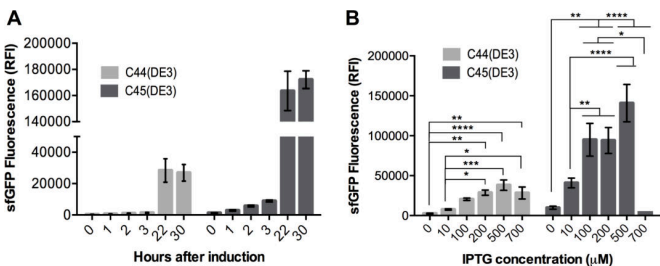 A
sfGFP Fluorescence (RFI)
200000
180000
160000
140000
40000
20000
0
C44(DE3)
C45(DE3)
0 1 2 3 22 30 0 1 2 3 22 30
Hours after induction
B
sfGFP Fluorescence (RFI)
200000
150000
100000
50000
0
C44(DE3)
C45(DE3)
** ****
*
****
**
**
****
**
*
***
*
0 10 100 200 500 700 0 10 100 200 500 700
IPTG concentration (μM)